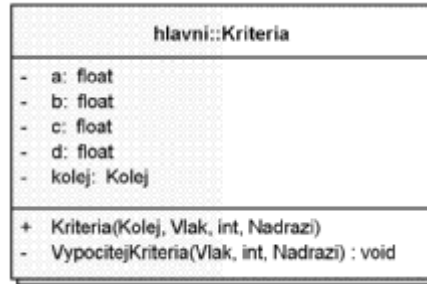 hlavni::Kriteria
- a: float
- b: float
- c: float
- d: float
- kolej: Kolej
+ Kriteria(Kolej, Vlak, int, Nadrazi)
- VypocitejKriteria(Vlak, int, Nadrazi) : void